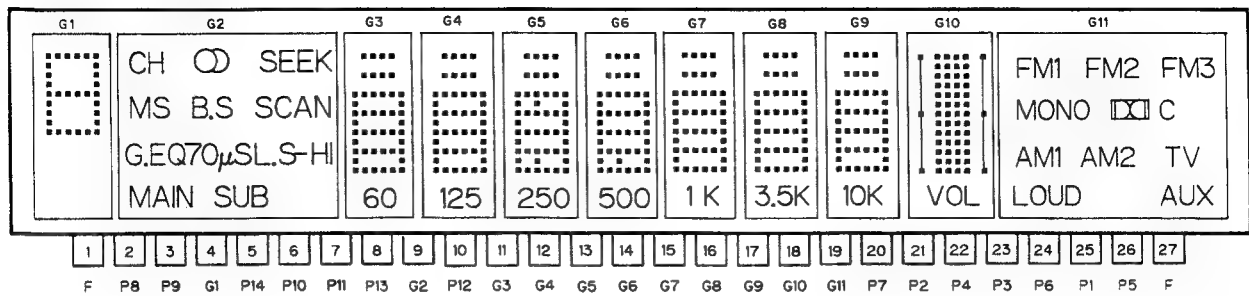 G1 G2 G3 G4 G5 G6 G7 G8 G9 G10 G11
CH SEEK FM1 FM2 FM3
MS B.S SCAN MONO C
G.EQ70μSL.S-HI AM1 AM2 TV
MAIN SUB 60 125 250 500 1K 3.5K 10K VOL LOUD AUX
1 2 3 4 5 6 7 8 9 10 11 12 13 14 15 16 17 18 19 20 21 22 23 24 25 26 27
F P8 P9 G1 P14 P10 P11 P13 G2 P12 G3 G4 G5 G6 G7 G8 G9 G10 G11 P7 P2 P4 P3 P6 P1 P5 F